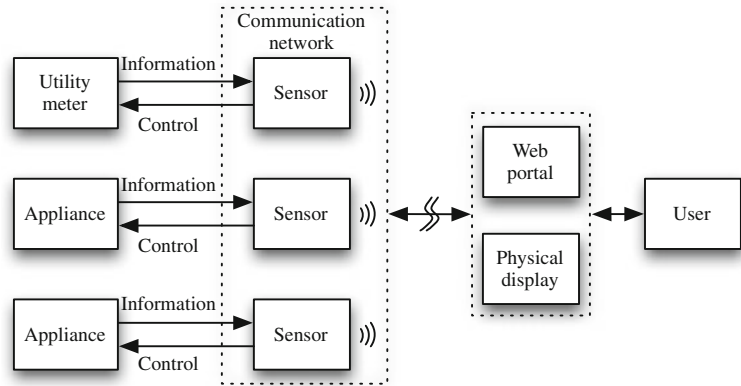 Communication
network
Information
Utility
meter
Sensor
Control
Web
portal
Information
Appliance
Sensor
User
Control
Physical
display
Information
Appliance
Sensor
Control